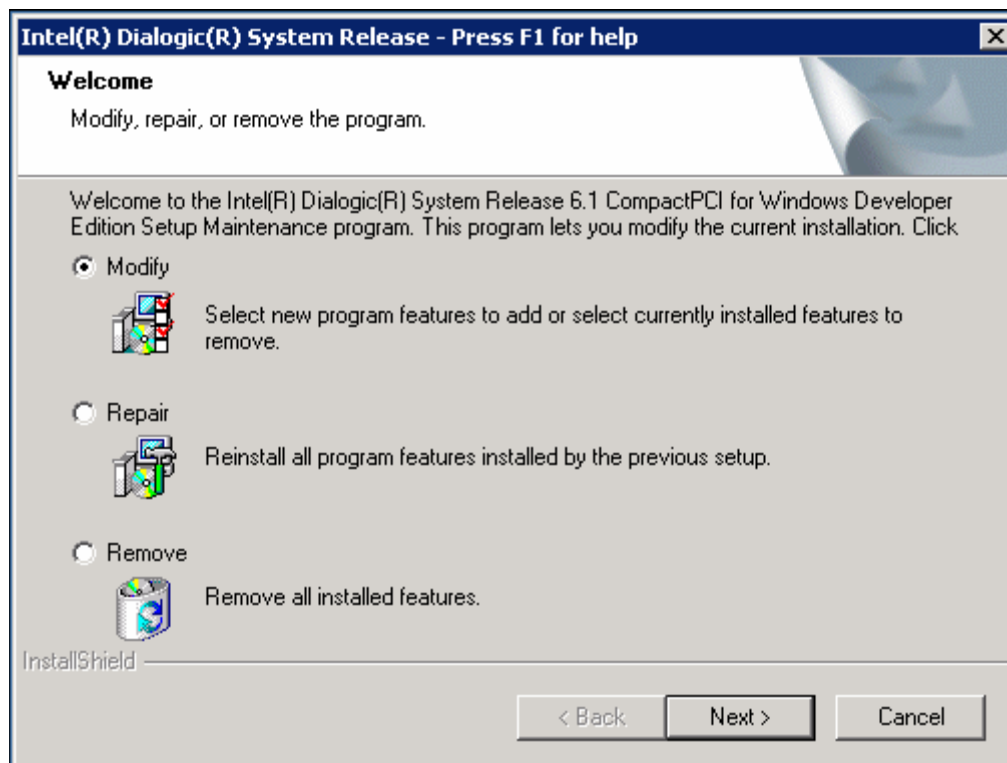 Intel(R) Dialogic(R) System Release - Press F1 for help
Welcome
Modify, repair, or remove the program.
Welcome to the Intel(R) Dialogic(R) System Release 6.1 CompactPCI for Windows Developer
Edition Setup Maintenance program. This program lets you modify the current installation. Click
Modify
Select new program features to add or select currently installed features to
remove.
Repair
Reinstall all program features installed by the previous setup.
Remove
Remove all installed features.
InstallShield
< Back
Next >
Cancel